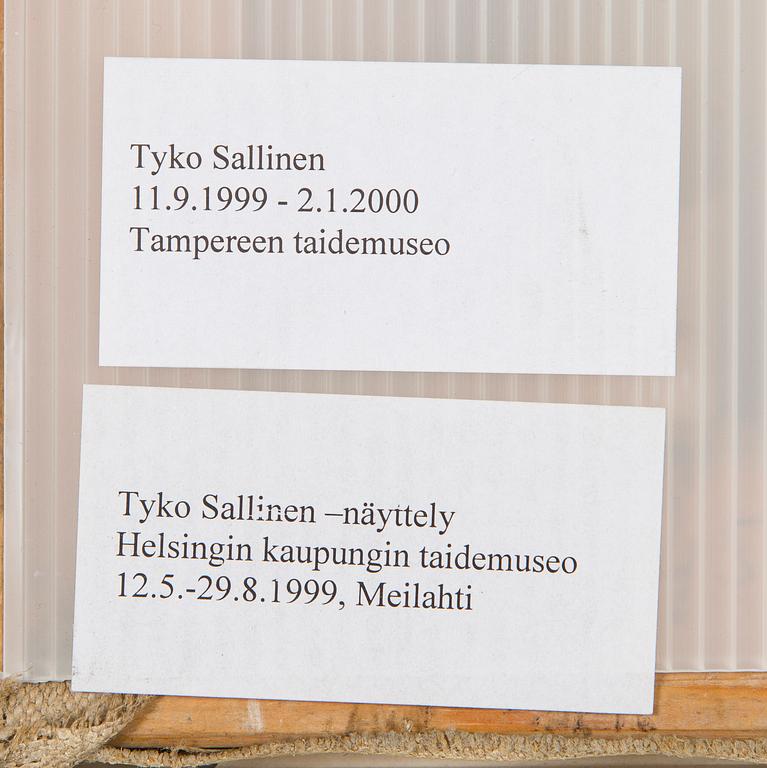 Tyko Sallinen
11.9.1999 - 2.1.2000
Tampereen taidemuseo
Tyko Sallinen –näyttely
Helsingin kaupungin taidemuseo
12.5.-29.8.1999, Meilahti